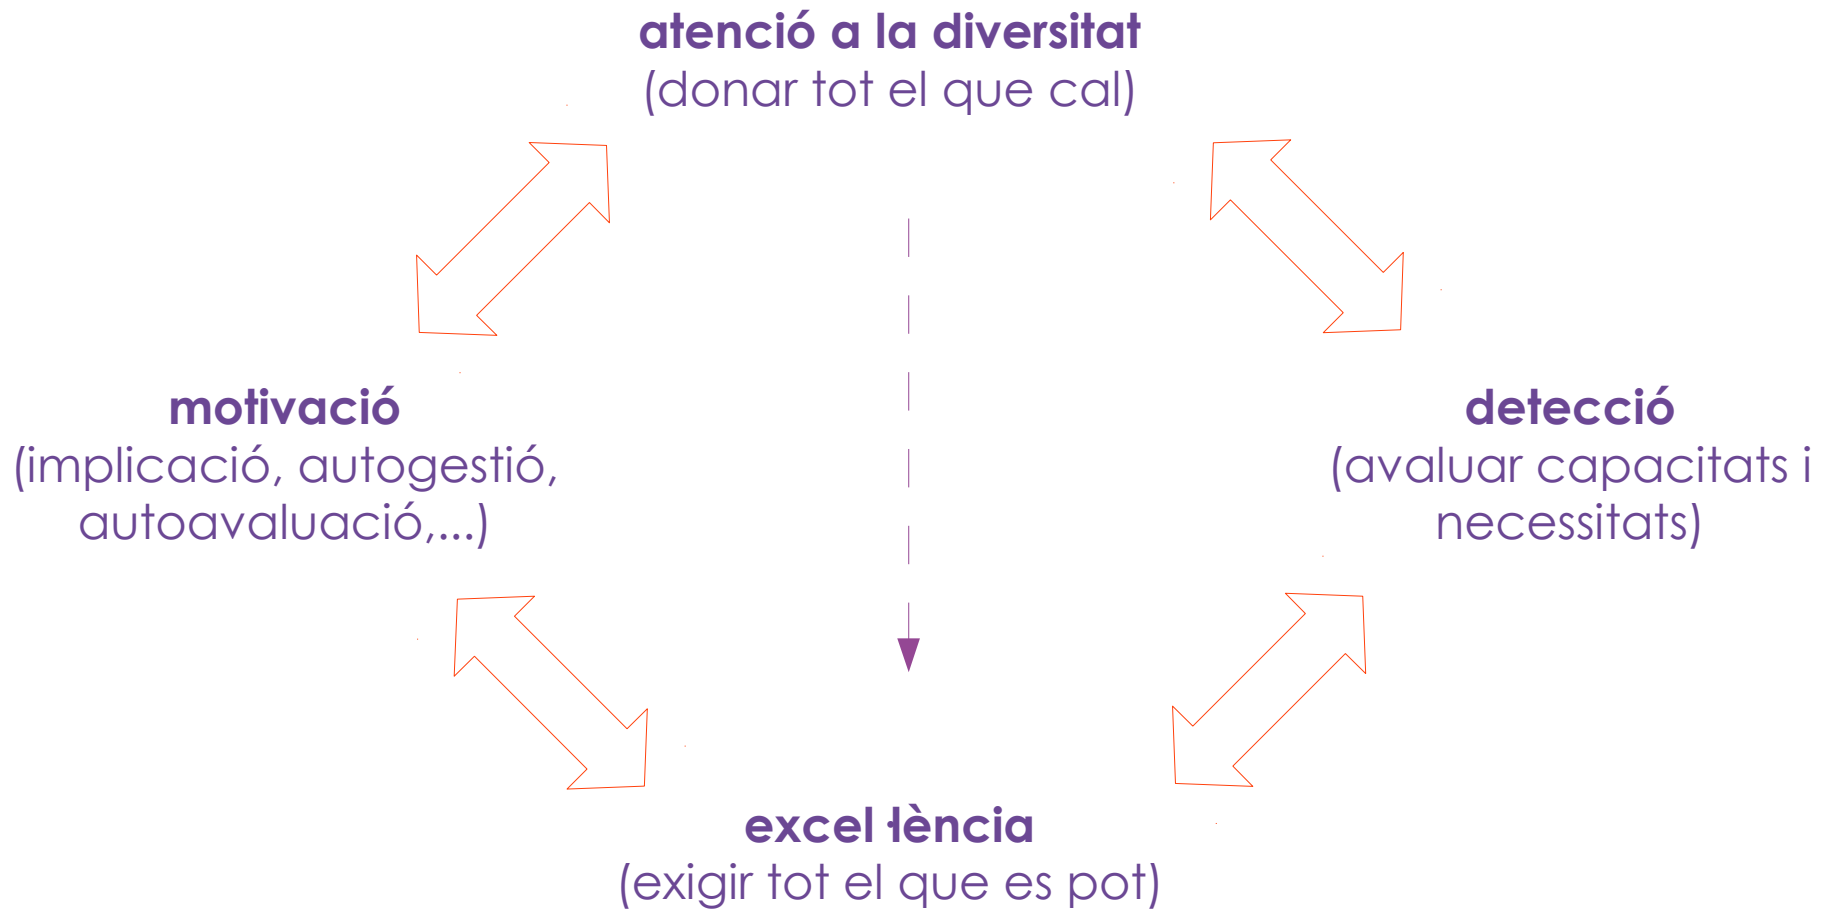 atenció a la diversitat
(donar tot el que cal)
motivació
(implicació, autogestió,
autoavaluació,...)
detecció
(avaluar capacitats i
necessitats)
excel·lència
(exigir tot el que es pot)